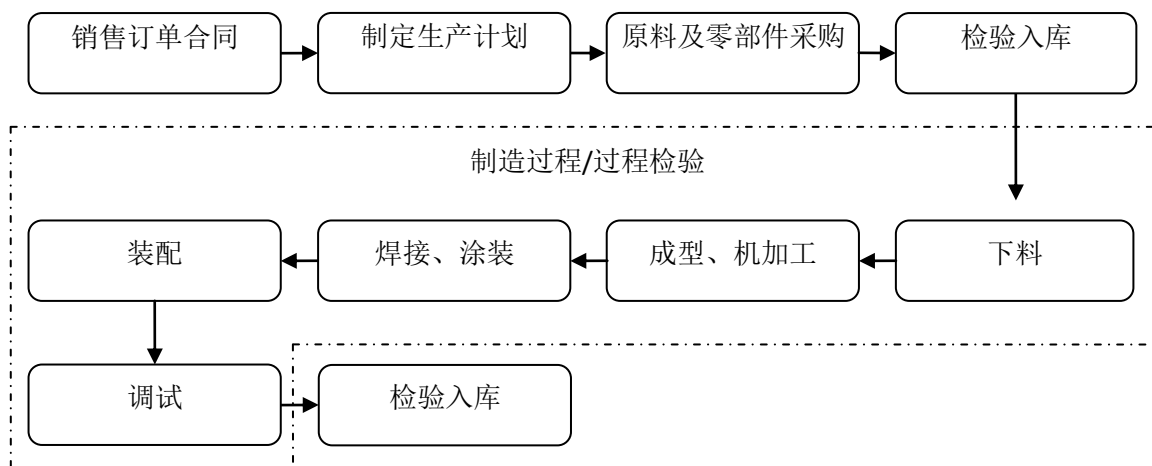 销售订单合同
制定生产计划
原料及零部件采购
检验入库
制造过程/过程检验
下料
成型、机加工
焊接、涂装
装配
调试
检验入库